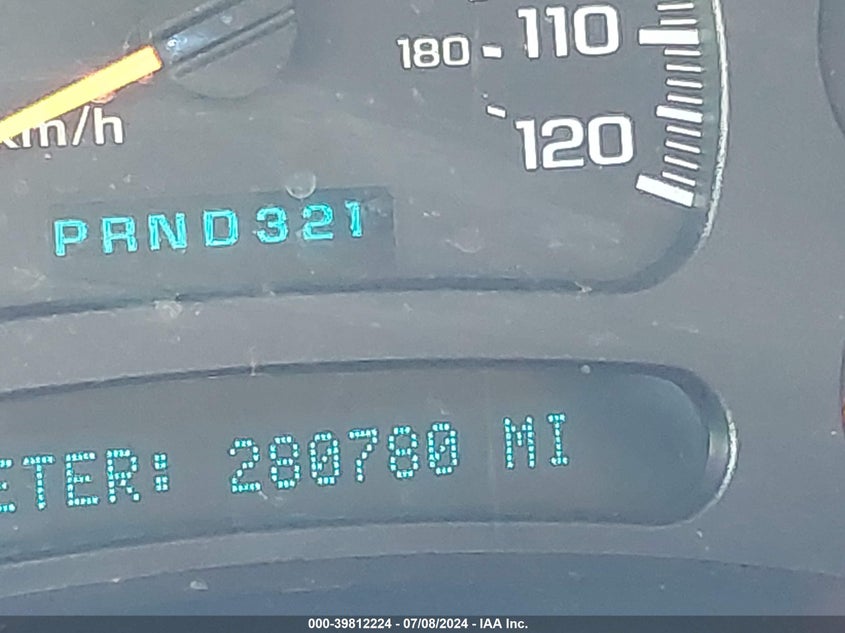 110
180
km/h
120
PRND321
ETER: 280780 MI
000-39812224 - 07/08/2024 - IAA Inc.